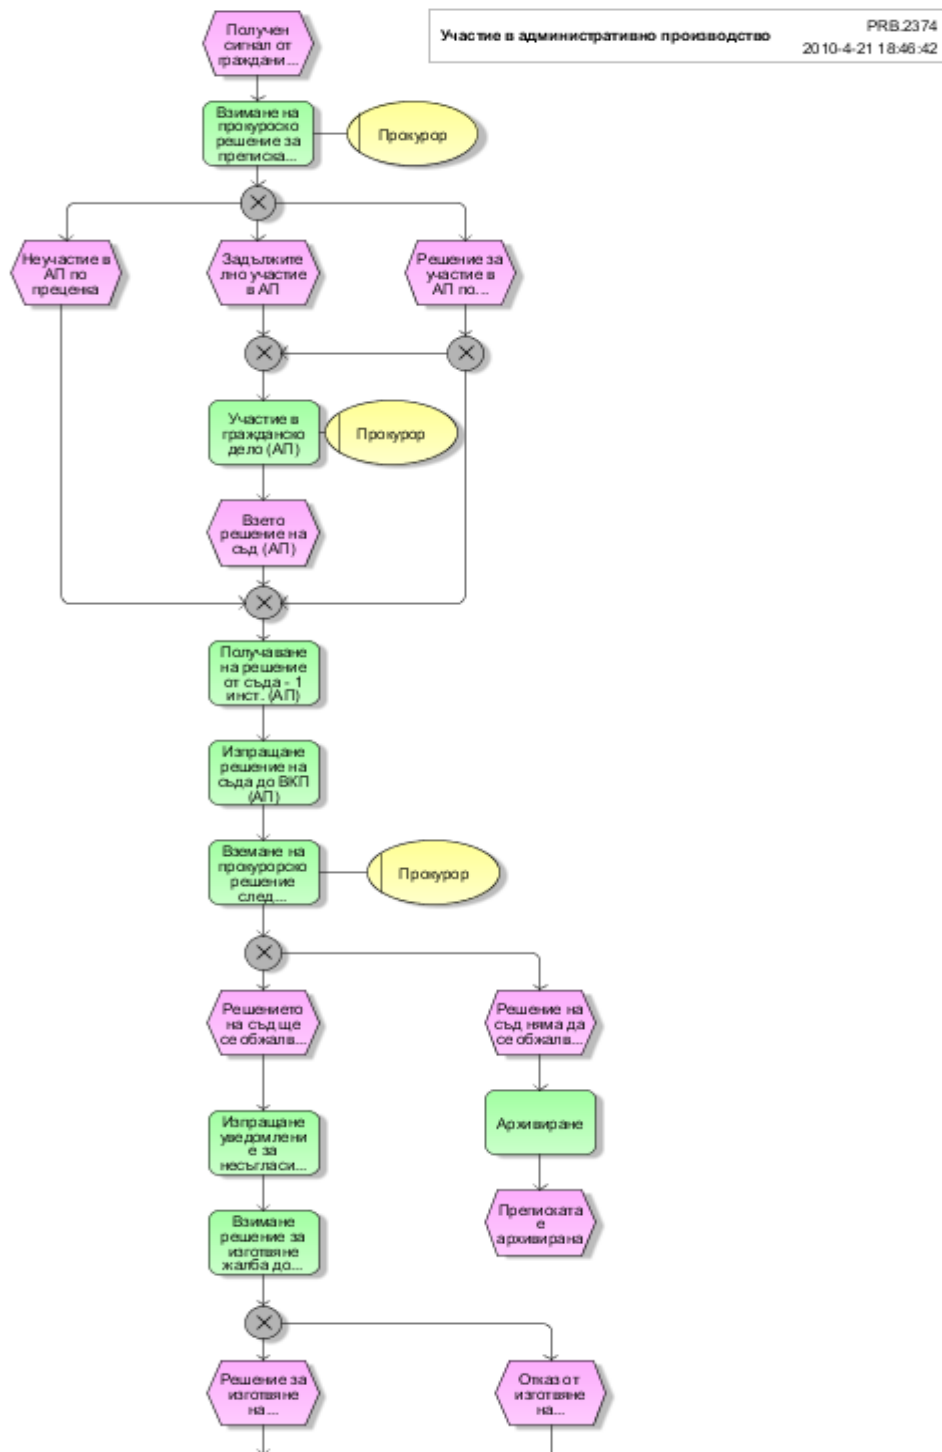 Получен
сигнал от
граждани...
Участие в административно производство
PRB.2374
2010-4-21 18:46:42
Взимане на
прокуроско
решение за
преписка...
Прокурор
Неучастие в
АП по
преценка
Задължите
лно участие
в АП
Решение за
участие в
АП по...
Участие в
гражданско
дело (АП)
Прокурор
Взето
решение на
съд (АП)
Получаване
на решение
от съда - 1
инст. (АП)
Изпращане
решение на
съда до ВКП
(АП)
Вземане на
прокурорско
решение
след...
Прокурор
Решението
на съд ще
се обжалв...
Решение на
съд няма да
се обжалв...
Изпращане
уведомлени
е за
несъгласи...
Архивиране
Взимане
решение за
изготвяне
жалба до...
Преписката
е
архивирана
Решение за
изготвяне
на...
Отказ от
изготвяне
на...